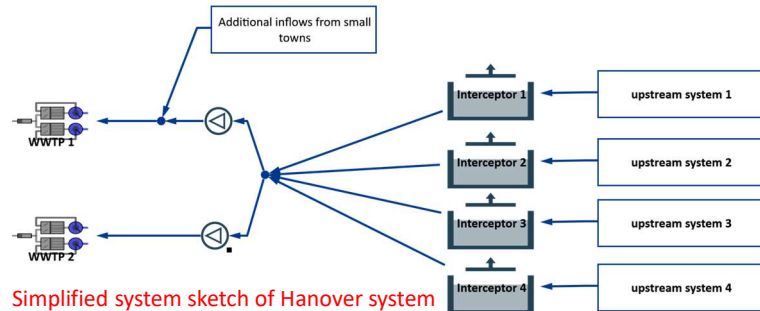 Additional inflows from small
towns
Interceptor 1
upstream system 1
WWTP 1
Interceptor 2
upstream system 2
Interceptor 3
upstream system 3
WWTP 2
Interceptor 4
upstream system 4
Simplified system sketch of Hanover system